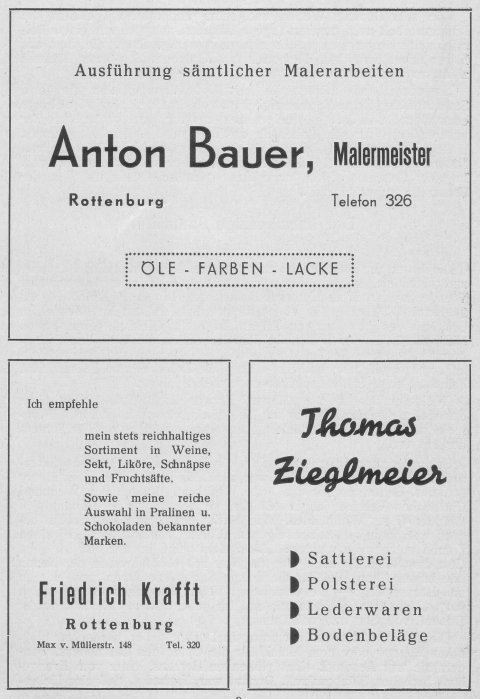 Ausführung sämtlicher Malerarbeiten
Anton Bauer, Malermeister
Rottenburg Telefon 326
ÖLE - FARBEN - LACKE
Ich empfehle
mein stets reichhaltiges
Sortiment in Weine,
Sekt, Liköre, Schnäpse
und Fruchtsäfte.
Sowie meine reiche
Auswahl in Pralinen u.
Schokoladen bekannter
Marken.
Friedrich Krafft
Rottenburg
Max v. Müllerstr. 148 Tel. 320
Thomas
Zieglmeier
Sattlerei
Polsterei
Lederwaren
Bodenbeläge